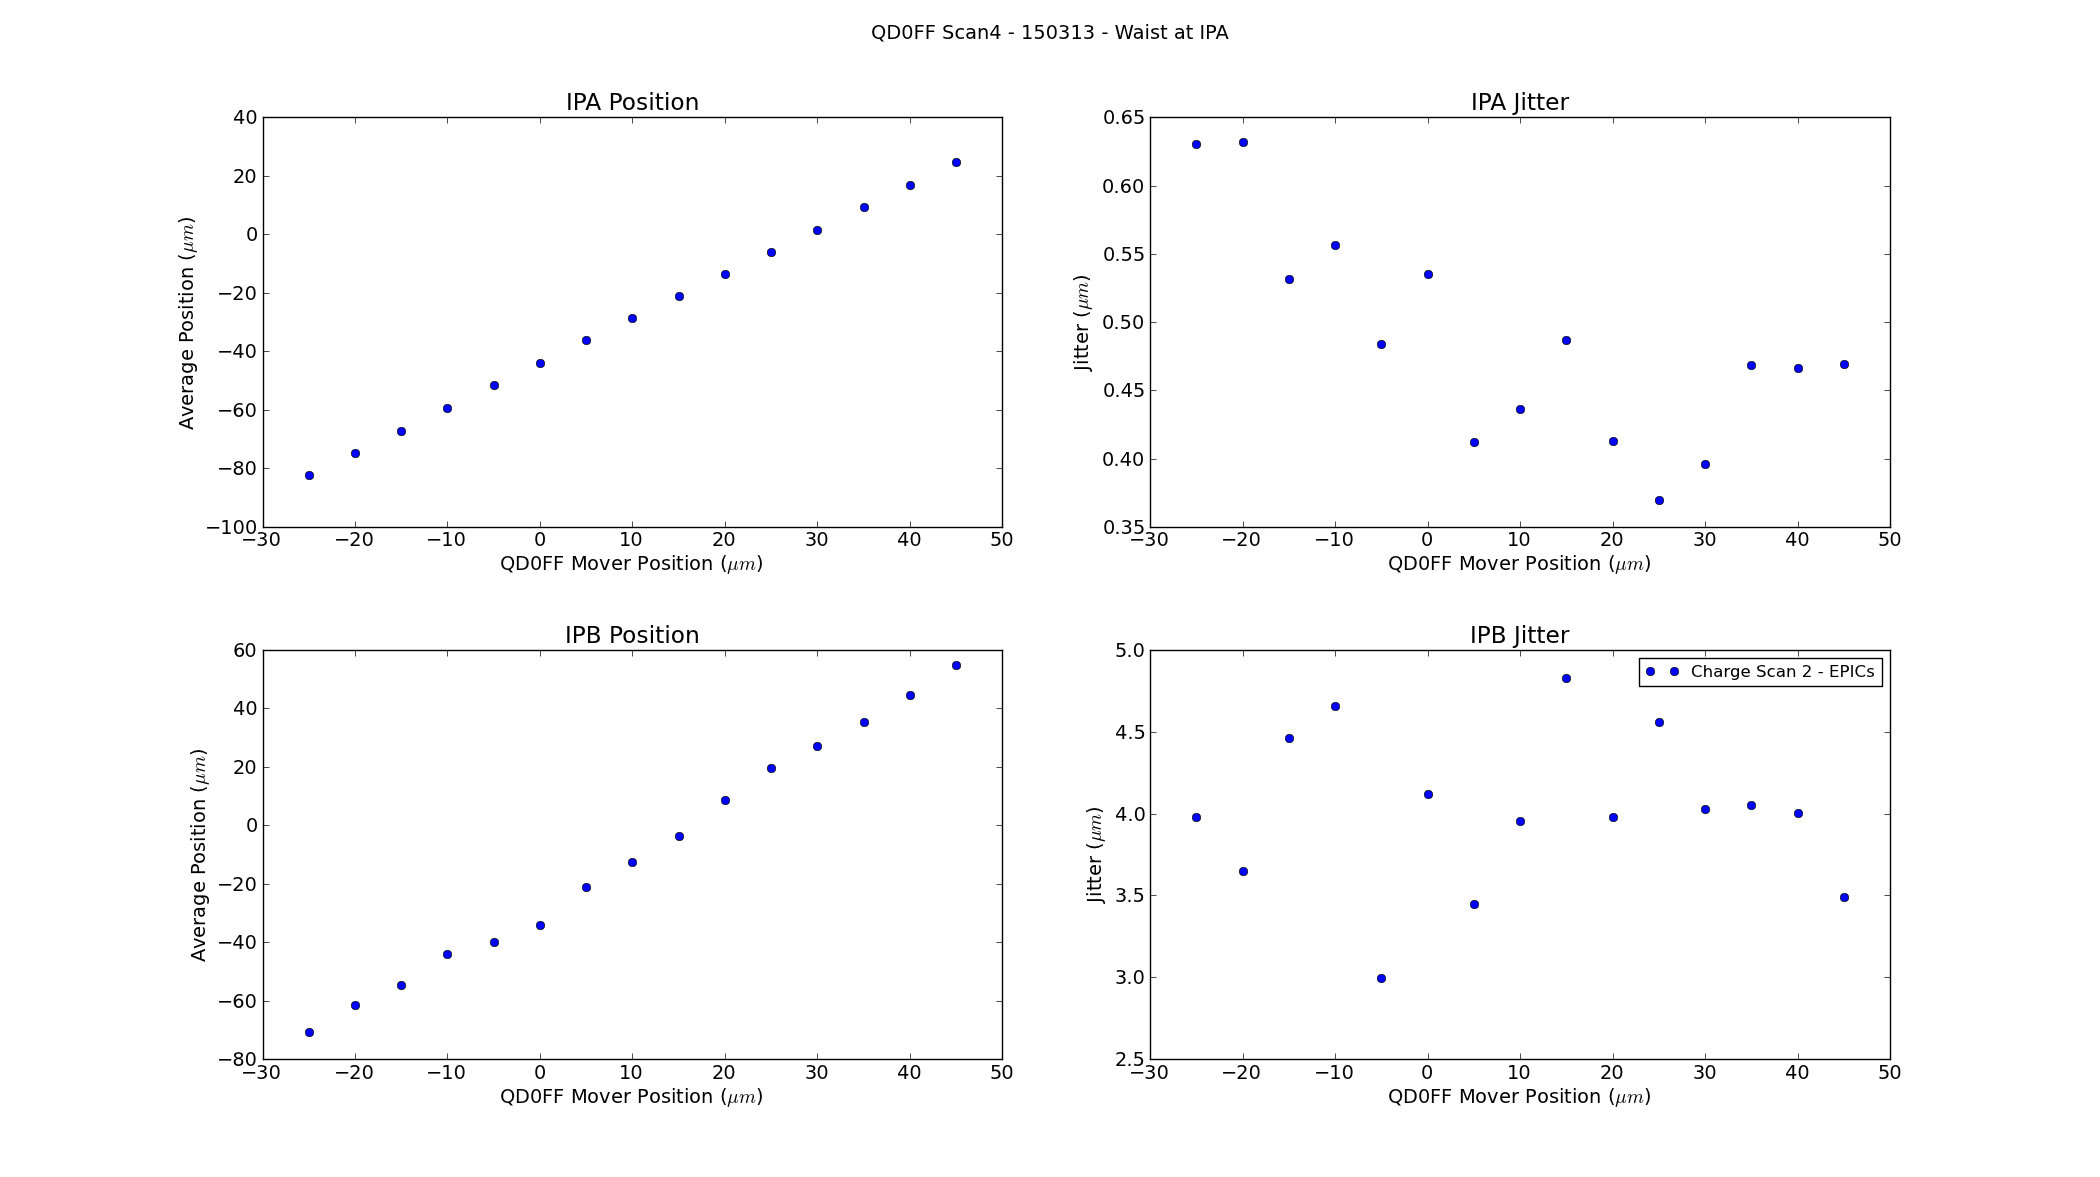 QD0FF Scan4 - 150313 - Waist at IPA
IPA Position
40
20
0
−20
−40
−60
−80
−100
Average Position (μm)
−30 −20 −10 0 10 20 30 40 50
QD0FF Mover Position (μm)
IPA Jitter
0.65
0.60
0.55
0.50
0.45
0.40
0.35
Jitter (μm)
−30 −20 −10 0 10 20 30 40 50
QD0FF Mover Position (μm)
IPB Position
60
40
20
0
−20
−40
−60
−80
Average Position (μm)
−30 −20 −10 0 10 20 30 40 50
QD0FF Mover Position (μm)
IPB Jitter
5.0
4.5
4.0
3.5
3.0
2.5
Jitter (μm)
Charge Scan 2 - EPICs
−30 −20 −10 0 10 20 30 40 50
QD0FF Mover Position (μm)